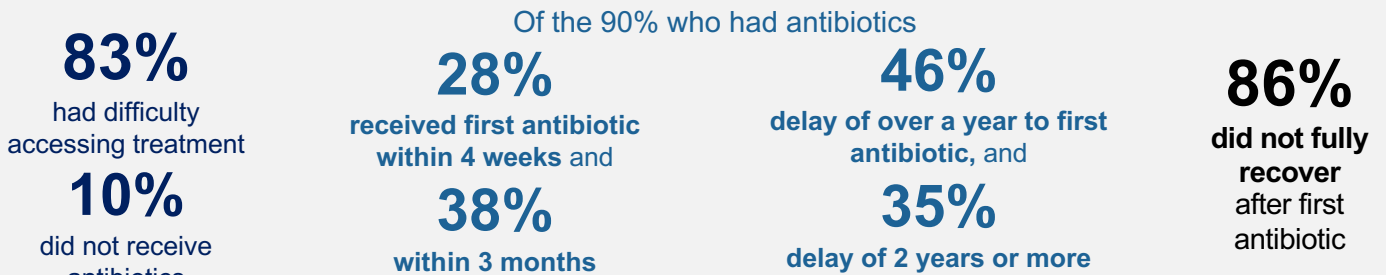 83%
had difficulty
accessing treatment
10%
did not receive
antibiotics
Of the 90% who had antibiotics
28%
received first antibiotic
within 4 weeks and
38%
within 3 months
46%
delay of over a year to first
antibiotic, and
35%
delay of 2 years or more
86%
did not fully
recover
after first
antibiotic